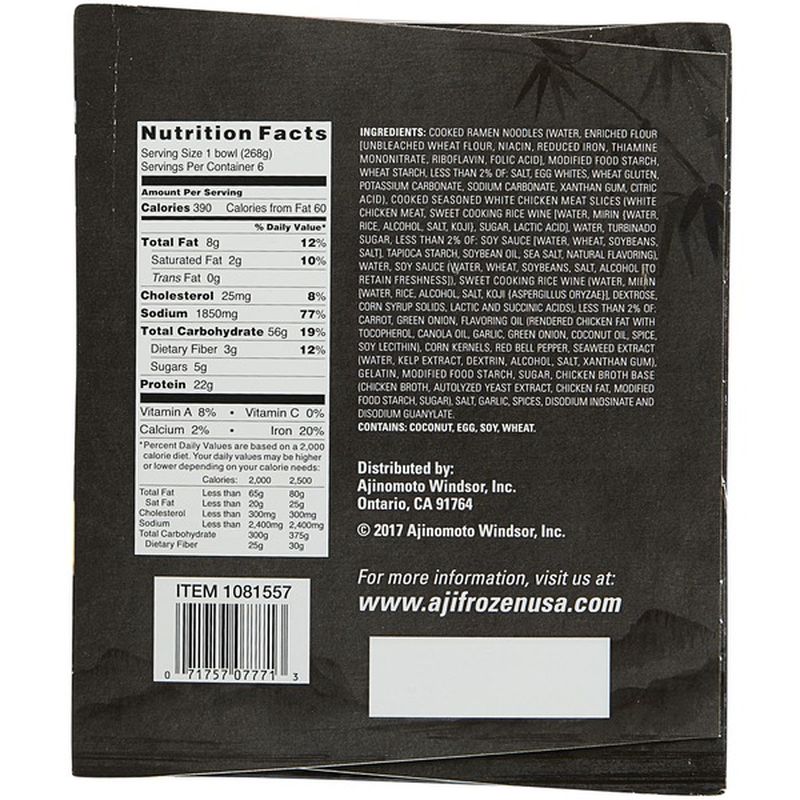 Nutrition Facts
Serving Size 1 bowl (268g)
Servings Per Container 6
Amount Per Serving
Calories 390 Calories from Fat 60
% Daily Value*
Total Fat 8g 12%
Saturated Fat 2g 10%
Trans Fat 0g
Cholesterol 25mg 8%
Sodium 1850mg 77%
Total Carbohydrate 56g 19%
Dietary Fiber 3g 12%
Sugars 5g
Protein 22g
Vitamin A 8% • Vitamin C 0%
Calcium 2% • Iron 20%
*Percent Daily Values are based on a 2,000
calorie diet. Your daily values may be higher
or lower depending on your calorie needs:
Calories: 2,000 2,500
Total Fat Less than 65g 80g
Sat Fat Less than 20g 25g
Cholesterol Less than 300mg 300mg
Sodium Less than 2,400mg 2,400mg
Total Carbohydrate 300g 375g
Dietary Fiber 25g 30g
ITEM 1081557
0 71757 07771 3
INGREDIENTS: COOKED RAMEN NOODLES (WATER, ENRICHED FLOUR
[UNBLEACHED WHEAT FLOUR, NIACIN, REDUCED IRON, THIAMINE
MONONITRATE, RIBOFLAVIN, FOLIC ACID], MODIFIED FOOD STARCH,
WHEAT STARCH, LESS THAN 2% OF: SALT, EGG WHITES, WHEAT GLUTEN,
POTASSIUM CARBONATE, SODIUM CARBONATE, XANTHAN GUM, CITRIC
ACID), COOKED SEASONED WHITE CHICKEN MEAT SLICES (WHITE
CHICKEN MEAT, SWEET COOKING RICE WINE [WATER, MIRIN {WATER,
RICE, ALCOHOL, SALT, KOJI}, SUGAR, LACTIC ACID], WATER, TURBINADO
SUGAR, LESS THAN 2% OF: SOY SAUCE [WATER, WHEAT, SOYBEANS,
SALT], TAPIOCA STARCH, SOYBEAN OIL, SEA SALT, NATURAL FLAVORING),
WATER, SOY SAUCE (WATER, WHEAT, SOYBEANS, SALT, ALCOHOL [TO
RETAIN FRESHNESS]), SWEET COOKING RICE WINE (WATER, MIRIN
[WATER, RICE, ALCOHOL, SALT, KOJI {ASPERGILLUS ORYZAE}], DEXTROSE,
CORN SYRUP SOLIDS, LACTIC AND SUCCINIC ACIDS), LESS THAN 2% OF:
CARROT, GREEN ONION, FLAVORING OIL (RENDERED CHICKEN FAT WITH
TOCOPHEROL, CANOLA OIL, GARLIC, GREEN ONION, COCONUT OIL, SPICE,
SOY LECITHIN), CORN KERNELS, RED BELL PEPPER, SEAWEED EXTRACT
(WATER, KELP EXTRACT, DEXTRIN, ALCOHOL, SALT, XANTHAN GUM),
GELATIN, MODIFIED FOOD STARCH, SUGAR, CHICKEN BROTH BASE
(CHICKEN BROTH, AUTOLYZED YEAST EXTRACT, CHICKEN FAT, MODIFIED
FOOD STARCH, SUGAR), SALT, GARLIC, SPICES, DISODIUM INOSINATE AND
DISODIUM GUANYLATE.
CONTAINS: COCONUT, EGG, SOY, WHEAT.
Distributed by:
Ajinomoto Windsor, Inc.
Ontario, CA 91764
© 2017 Ajinomoto Windsor, Inc.
For more information, visit us at:
www.ajifrozenusa.com